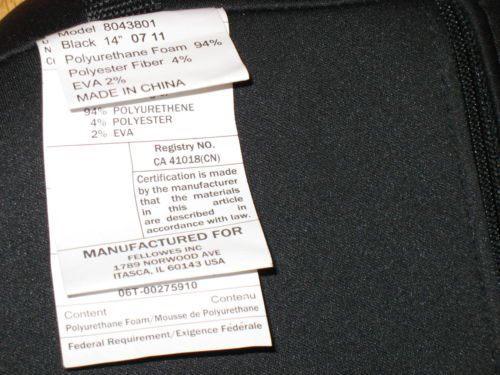 Model 8043801
Black 14" 07 11
Polyurethane Foam 94%
Polyester Fiber 4%
EVA 2%
MADE IN CHINA
94% POLYURETHENE
4% POLYESTER
2% EVA
Registry NO.
CA 41018(CN)
Certification is made
by the manufacturer
that the materials
in this article
are described in
accordance with law.
MANUFACTURED FOR
FELLOWES INC
1789 NORWOOD AVE
ITASCA, IL 60143 USA
06T-00275910
Content Contenu
Polyurethane Foam/Mousse de Polyurethane
Federal Requirement/Exigence Fédérale